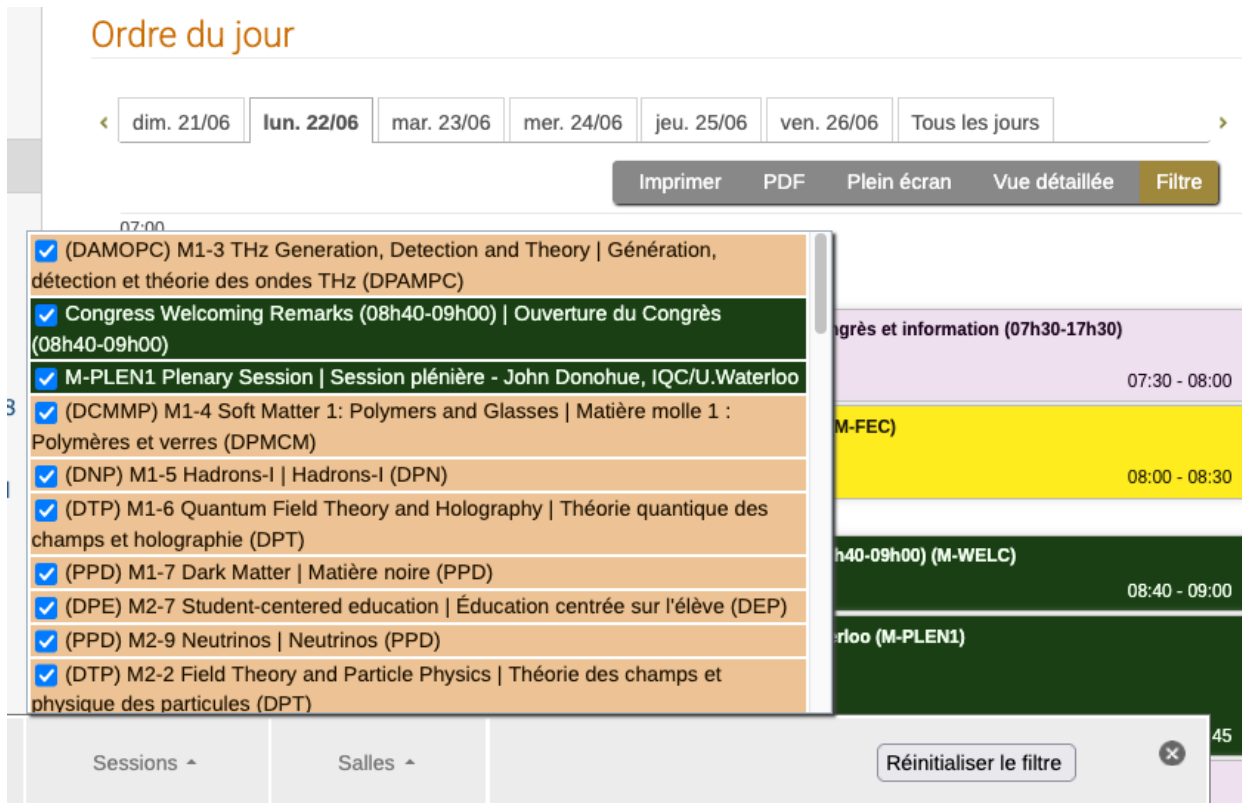 Ordre du jour
dim. 21/06 lun. 22/06 mar. 23/06 mer. 24/06 jeu. 25/06 ven. 26/06 Tous les jours
Imprimer PDF Plein écran Vue détaillée Filtre
07:00
(DAMOPC) M1-3 THz Generation, Detection and Theory | Génération,
détection et théorie des ondes THz (DPAMPC)
Congress Welcoming Remarks (08h40-09h00) | Ouverture du Congrès
(08h40-09h00)
M-PLEN1 Plenary Session | Session plénière - John Donohue, IQC/U.Waterloo
(DCMMP) M1-4 Soft Matter 1: Polymers and Glasses | Matière molle 1 :
Polymères et verres (DPMCM)
(DNP) M1-5 Hadrons-I | Hadrons-I (DPN)
(DTP) M1-6 Quantum Field Theory and Holography | Théorie quantique des
champs et holographie (DPT)
(PPD) M1-7 Dark Matter | Matière noire (PPD)
(DPE) M2-7 Student-centered education | Éducation centrée sur l'élève (DEP)
(PPD) M2-9 Neutrinos | Neutrinos (PPD)
(DTP) M2-2 Field Theory and Particle Physics | Théorie des champs et
physique des particules (DPT)
et information (07h30-17h30)
07:30 - 08:00
M-FEC)
08:00 - 08:30
h40-09h00) (M-WELC)
08:40 - 09:00
(M-PLEN1)
45
Sessions Salles Réinitialiser le filtre